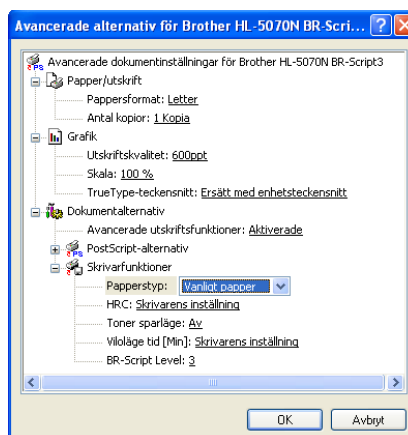 Avancerade alternativ för Brother HL-5070N BR-Scri...
Avancerade dokumentinställningar för Brother HL-5070N BR-Script3
Papper/utskrift
Pappersformat: Letter
Antal kopior: 1 Kopia
Grafik
Utskriftskvalitet: 600ppt
Skala: 100 %
TrueType-teckensnitt: Ersätt med enhetsteckensnitt
Dokumentalternativ
Avancerade utskriftsfunktioner: Aktiverade
PostScript-alternativ
Skrivarfunktioner
Papperstyp: Vanligt papper
HRC: Skrivarens inställning
Toner sparläge: Av
Viloläge tid [Min]: Skrivarens inställning
BR-Script Level: 3
OK Avbryt